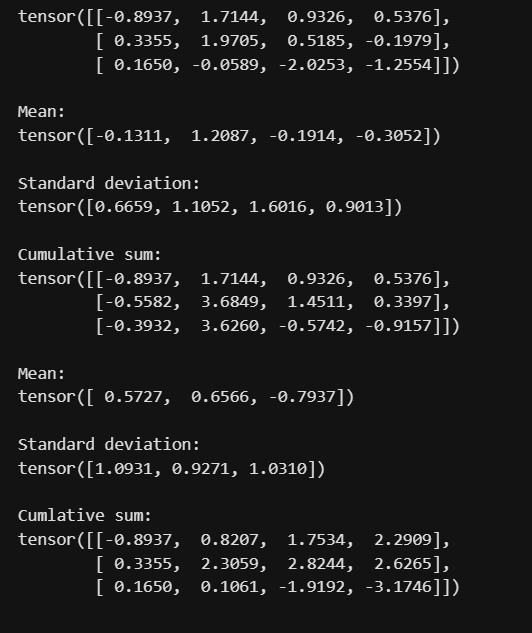 tensor([[-0.8937,  1.7144,  0.9326,  0.5376],
        [ 0.3355,  1.9705,  0.5185, -0.1979],
        [ 0.1650, -0.0589, -2.0253, -1.2554]])

Mean:
tensor([-0.1311,  1.2087, -0.1914, -0.3052])

Standard deviation:
tensor([0.6659, 1.1052, 1.6016, 0.9013])

Cumulative sum:
tensor([[-0.8937,  1.7144,  0.9326,  0.5376],
        [-0.5582,  3.6849,  1.4511,  0.3397],
        [-0.3932,  3.6260, -0.5742, -0.9157]])

Mean:
tensor([ 0.5727,  0.6566, -0.7937])

Standard deviation:
tensor([1.0931, 0.9271, 1.0310])

Cumlative sum:
tensor([[-0.8937,  0.8207,  1.7534,  2.2909],
        [ 0.3355,  2.3059,  2.8244,  2.6265],
        [ 0.1650,  0.1061, -1.9192, -3.1746]])